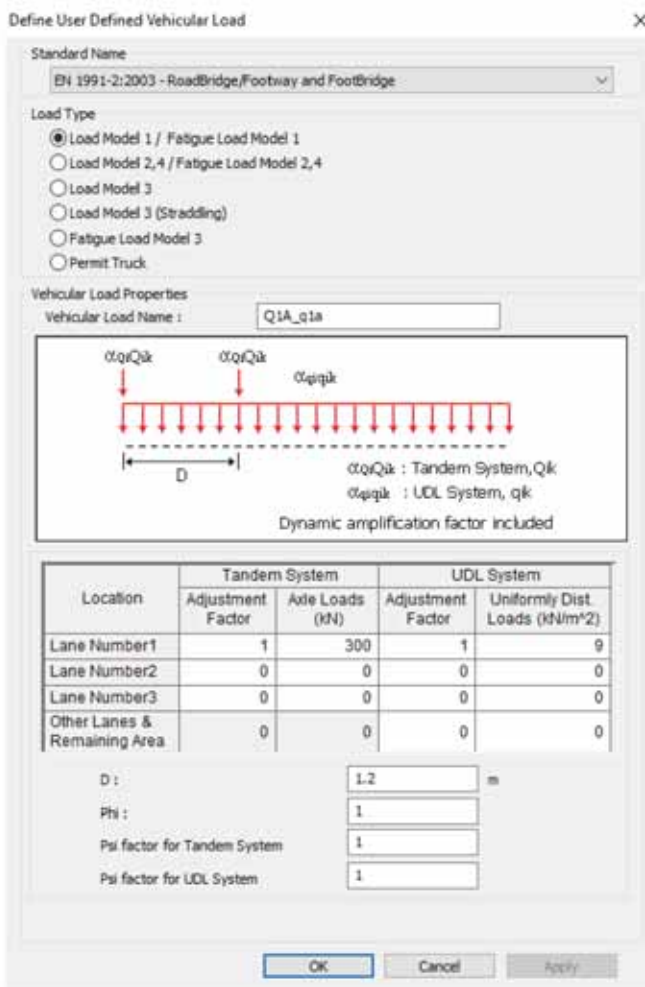 Define User Defined Vehicular Load
Standard Name
EN 1991-2:2003 - RoadBridge/Footway and FootBridge
Load Type
Load Model 1 / Fatigue Load Model 1
Load Model 2,4 / Fatigue Load Model 2,4
Load Model 3
Load Model 3 (Straddling)
Fatigue Load Model 3
Permit Truck
Vehicular Load Properties
Vehicular Load Name : Q1A_q1a
αQiQik αQiQik
αqiqik
D
αQiQik : Tandem System,Qik
αqiqik : UDL System, qik
Dynamic amplification factor included
Location Tandem System UDL System
Adjustment Factor Axle Loads (kN) Adjustment Factor Uniformly Dist. Loads (kN/m^2)
Lane Number1 1 300 1 9
Lane Number2 0 0 0 0
Lane Number3 0 0 0 0
Other Lanes & Remaining Area 0 0 0 0
D : 1.2 m
Phi : 1
Psi factor for Tandem System 1
Psi factor for UDL System 1
OK Cancel Apply